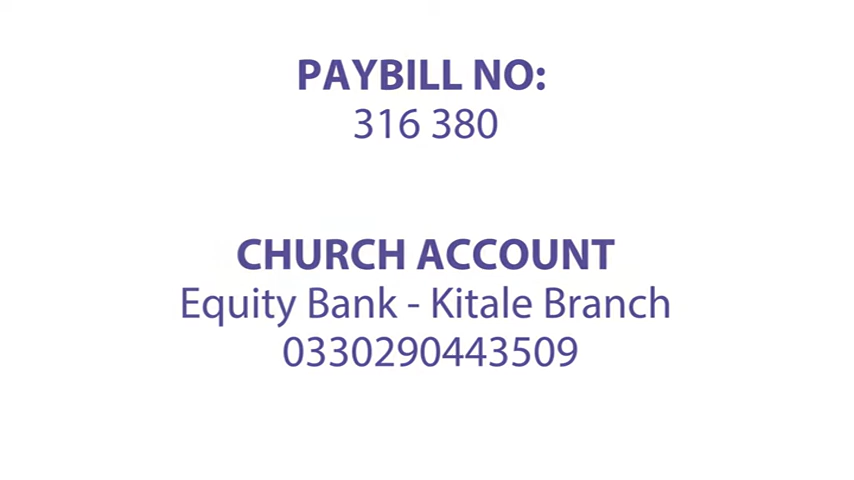 PAYBILL NO:
316 380
CHURCH ACCOUNT
Equity Bank - Kitale Branch
0330290443509